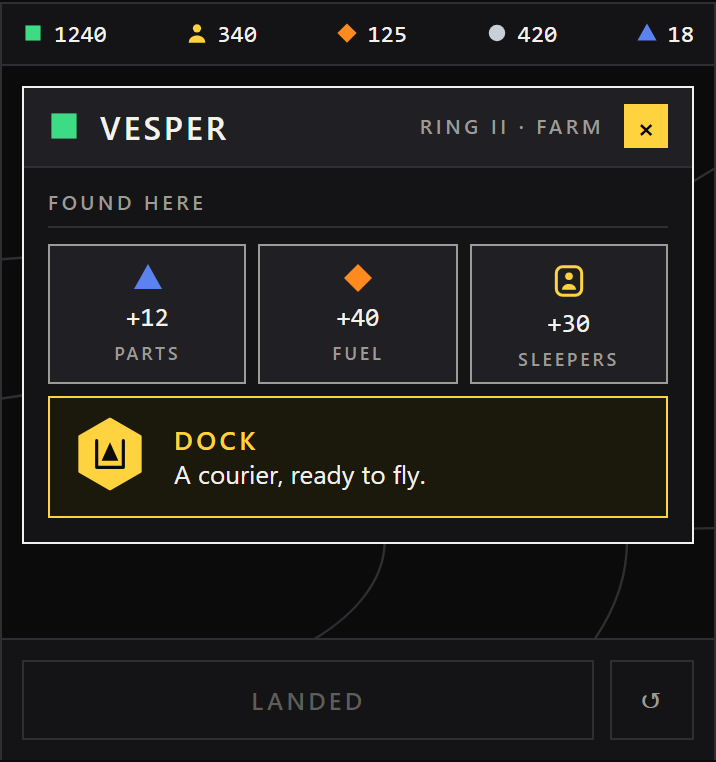 1240 340 125 420 18
VESPER RING II · FARM ×
FOUND HERE
+12 +40 +30
PARTS FUEL SLEEPERS
DOCK
A courier, ready to fly.
LANDED ↺